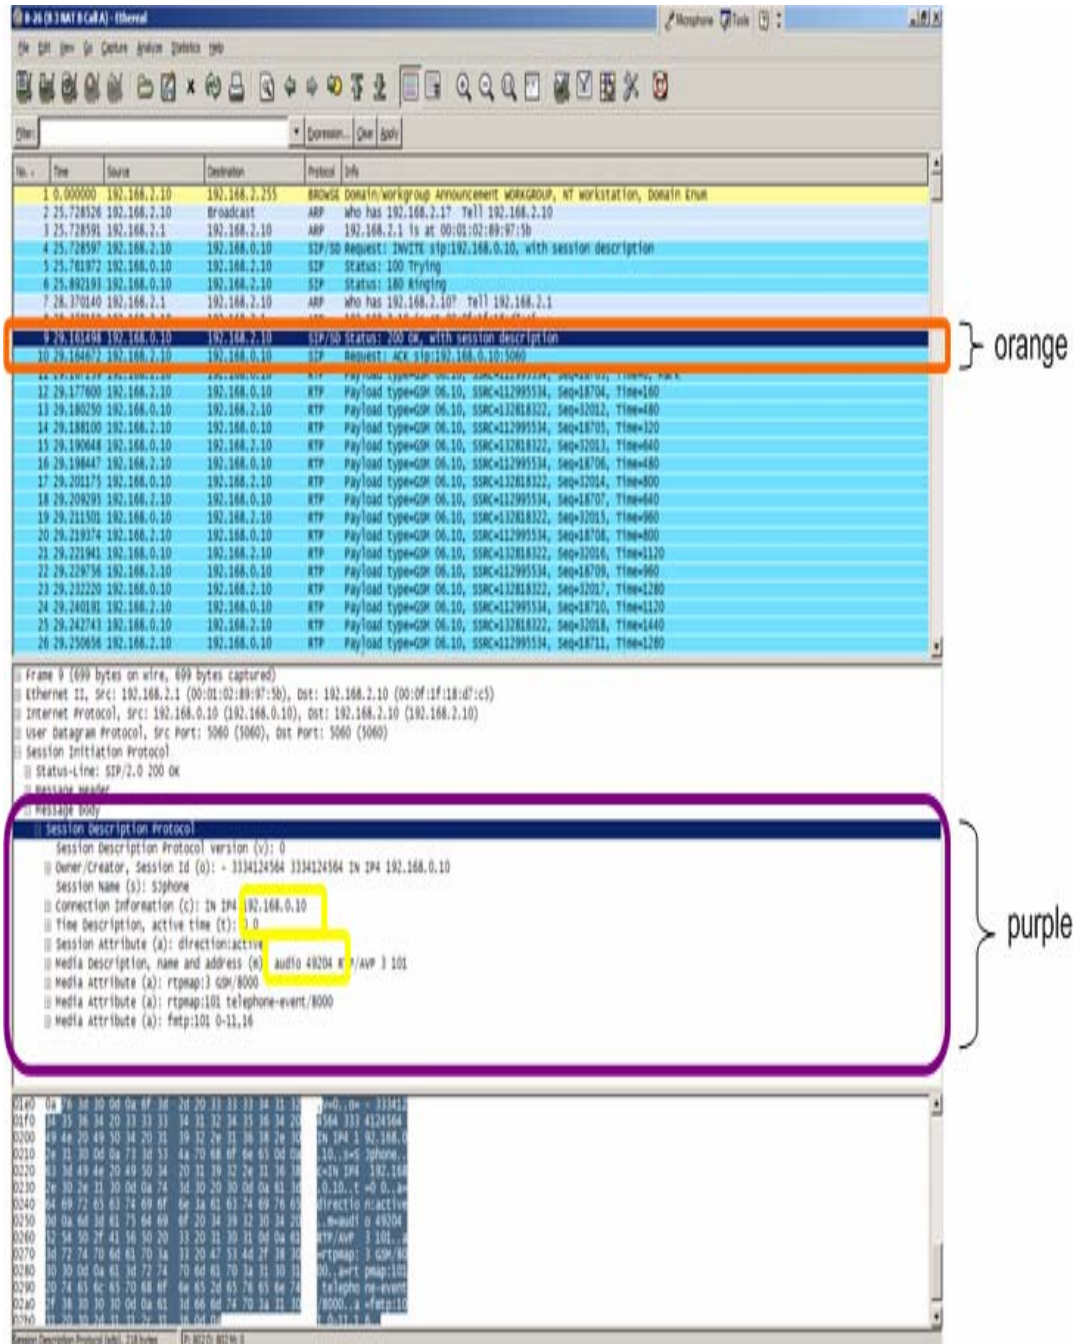 B-26 (B 3 NAT B Call A) - Ethereal
Microphone Tools
File Edit View Go Capture Analyze Statistics Help
Filter: Expression... Clear Apply
No. - Time Source Destination Protocol Info
1 0.000000 192.168.2.10 192.168.2.255 BROWSE Domain/Workgroup Announcement WORKGROUP, NT Workstation, Domain Enum
2 25.728526 192.168.2.10 Broadcast ARP Who has 192.168.2.1? Tell 192.168.2.10
3 25.728591 192.168.2.1 192.168.2.10 ARP 192.168.2.1 is at 00:01:02:89:97:5b
4 25.728597 192.168.2.10 192.168.0.10 SIP/SD Request: INVITE sip:192.168.0.10, with session description
5 25.761972 192.168.0.10 192.168.2.10 SIP Status: 100 Trying
6 25.892193 192.168.0.10 192.168.2.10 SIP Status: 180 Ringing
7 28.370140 192.168.2.1 192.168.2.10 ARP Who has 192.168.2.10? Tell 192.168.2.1
9 29.161498 192.168.0.10 192.168.2.10 SIP/SD Status: 200 OK, with session description
10 29.164672 192.168.2.10 192.168.0.10 SIP Request: ACK sip:192.168.0.10:5060
orange
12 29.177600 192.168.2.10 192.168.0.10 RTP Payload type=GSM 06.10, SSRC=112995534, Seq=18704, Time=160
13 29.180250 192.168.0.10 192.168.2.10 RTP Payload type=GSM 06.10, SSRC=132818322, Seq=32012, Time=480
14 29.188100 192.168.2.10 192.168.0.10 RTP Payload type=GSM 06.10, SSRC=112995534, Seq=18705, Time=320
15 29.190648 192.168.0.10 192.168.2.10 RTP Payload type=GSM 06.10, SSRC=132818322, Seq=32013, Time=640
16 29.198447 192.168.2.10 192.168.0.10 RTP Payload type=GSM 06.10, SSRC=112995534, Seq=18706, Time=480
17 29.201175 192.168.0.10 192.168.2.10 RTP Payload type=GSM 06.10, SSRC=132818322, Seq=32014, Time=800
18 29.209295 192.168.2.10 192.168.0.10 RTP Payload type=GSM 06.10, SSRC=112995534, Seq=18707, Time=640
19 29.211501 192.168.0.10 192.168.2.10 RTP Payload type=GSM 06.10, SSRC=132818322, Seq=32015, Time=960
20 29.219374 192.168.2.10 192.168.0.10 RTP Payload type=GSM 06.10, SSRC=112995534, Seq=18708, Time=800
21 29.221941 192.168.0.10 192.168.2.10 RTP Payload type=GSM 06.10, SSRC=132818322, Seq=32016, Time=1120
22 29.229756 192.168.2.10 192.168.0.10 RTP Payload type=GSM 06.10, SSRC=112995534, Seq=18709, Time=960
23 29.232220 192.168.0.10 192.168.2.10 RTP Payload type=GSM 06.10, SSRC=132818322, Seq=32017, Time=1280
24 29.240191 192.168.2.10 192.168.0.10 RTP Payload type=GSM 06.10, SSRC=112995534, Seq=18710, Time=1120
25 29.242743 192.168.0.10 192.168.2.10 RTP Payload type=GSM 06.10, SSRC=132818322, Seq=32018, Time=1440
26 29.250656 192.168.2.10 192.168.0.10 RTP Payload type=GSM 06.10, SSRC=112995534, Seq=18711, Time=1280
Frame 9 (699 bytes on wire, 699 bytes captured)
Ethernet II, Src: 192.168.2.1 (00:01:02:89:97:5b), Dst: 192.168.2.10 (00:0f:1f:18:d7:c5)
Internet Protocol, Src: 192.168.0.10 (192.168.0.10), Dst: 192.168.2.10 (192.168.2.10)
User Datagram Protocol, Src Port: 5060 (5060), Dst Port: 5060 (5060)
Session Initiation Protocol
Status-Line: SIP/2.0 200 OK
Message Header
Message Body
Session Description Protocol
Session Description Protocol Version (v): 0
Owner/Creator, Session Id (o): - 3334124564 3334124564 IN IP4 192.168.0.10
Session Name (s): SJphone
Connection Information (c): IN IP4 192.168.0.10
Time Description, active time (t): 0 0
Session Attribute (a): direction:active
Media Description, name and address (m): audio 49204 RTP/AVP 3 101
Media Attribute (a): rtpmap:3 GSM/8000
Media Attribute (a): rtpmap:101 telephone-event/8000
Media Attribute (a): fmtp:101 0-11,16
purple
Session Description Protocol (sdp), 218 bytes